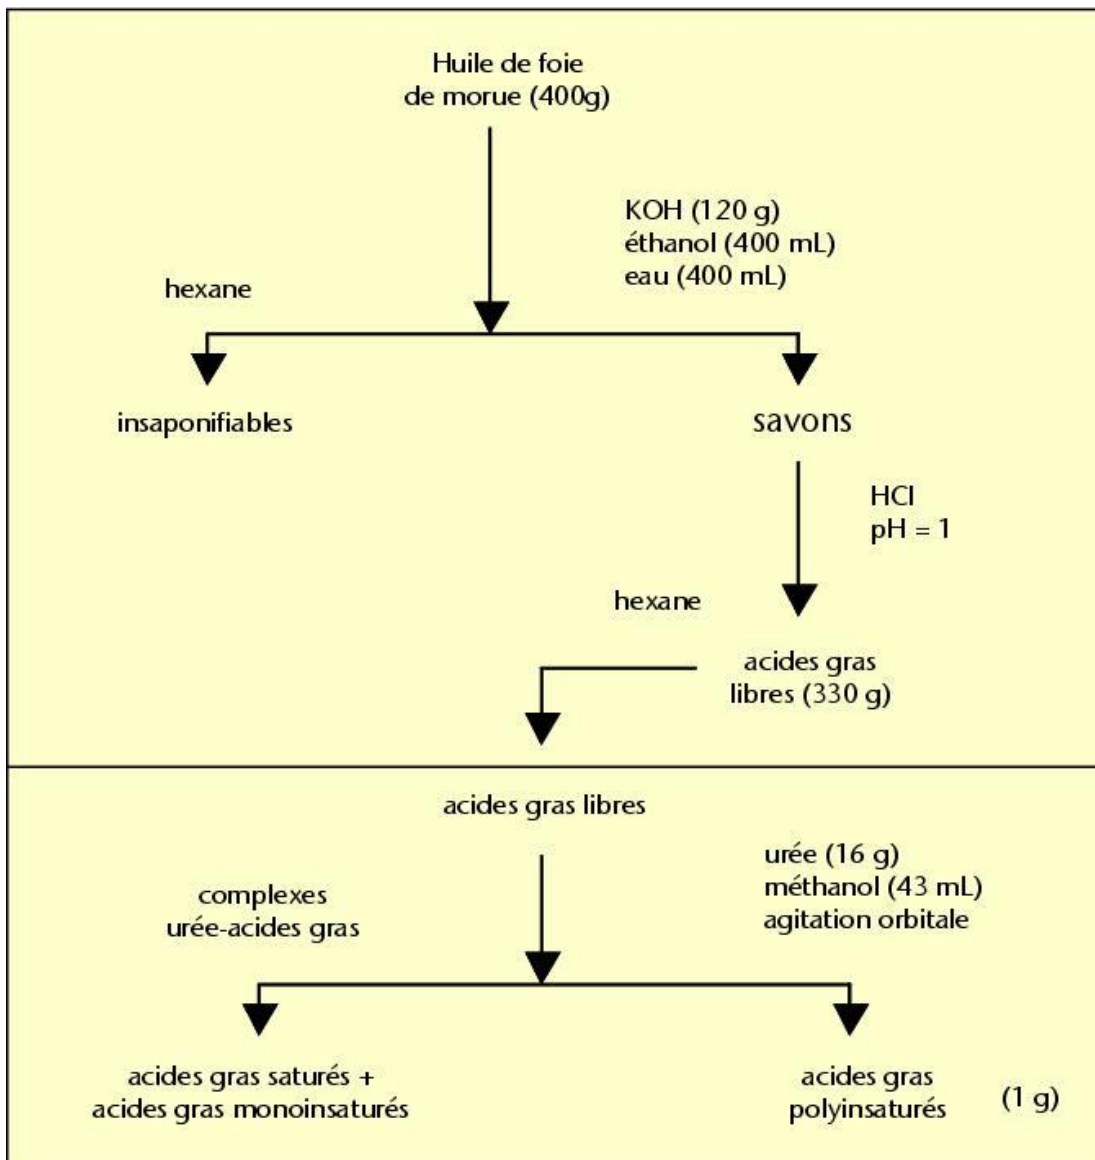 Huile de foie
de morue (400g)
KOH (120 g)
éthanol (400 mL)
eau (400 mL)
hexane
insaponifiables
savons
HCl
pH = 1
hexane
acides gras
libres (330 g)
acides gras libres
urée (16 g)
méthanol (43 mL)
agitation orbitale
complexes
urée-acides gras
acides gras saturés +
acides gras monoinsaturés
acides gras
polyinsaturés
(1 g)